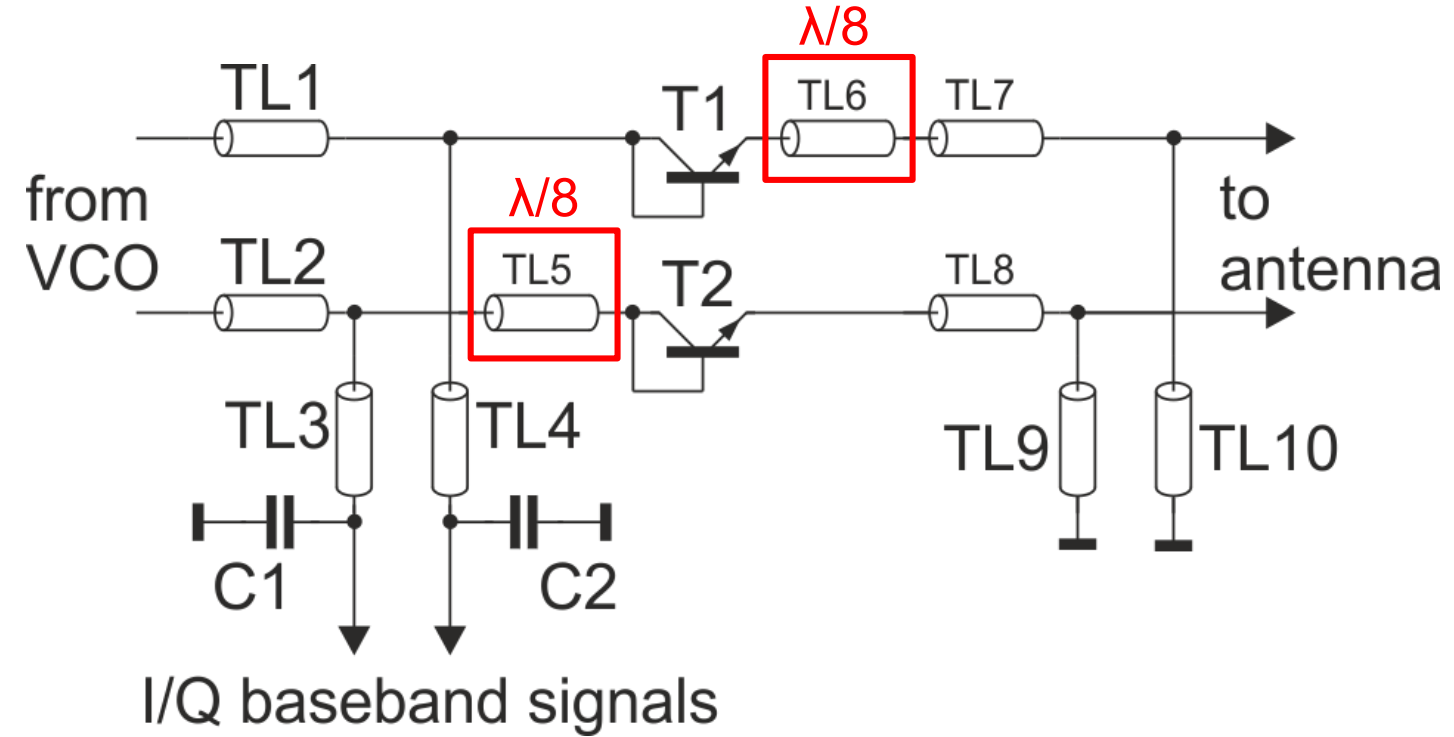 λ/8
TL1
T1
TL6
TL7
from
VCO
λ/8
to
antenna
TL2
TL5
T2
TL8
TL3
TL4
TL9
TL10
C1
C2
I/Q baseband signals